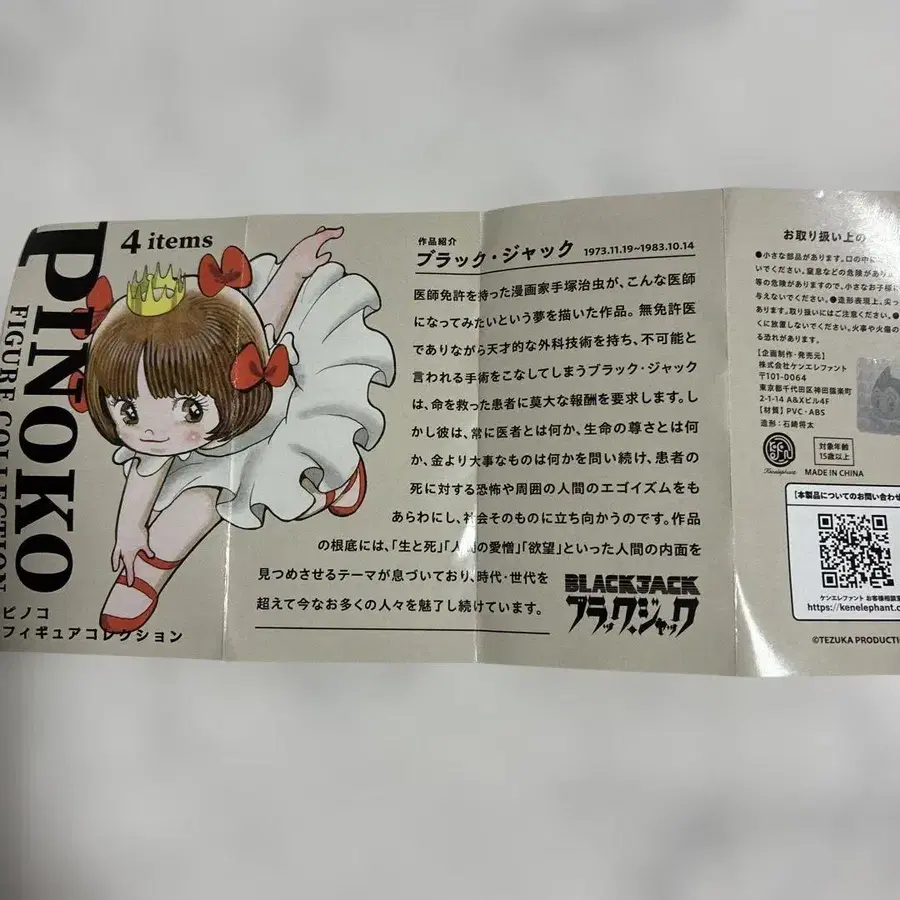 4 items
PINOKO
FIGURE COLLECTION
ピノコ
フィギュアコレクション
作品紹介
ブラック・ジャック 1973.11.19~1983.10.14
医師免許を持った漫画家手塚治虫が、こんな医師
になってみたいという夢を描いた作品。無免許医
でありながら天才的な外科技術を持ち、不可能と
言われる手術をこなしてしまうブラック・ジャック
は、命を救った患者に莫大な報酬を要求します。し
かし彼は、常に医者とは何か、生命の尊さとは何
か、金より大事なものは何かを問い続け、患者の
死に対する恐怖や周囲の人間のエゴイズムをも
あらわにし、社会そのものに立ち向かうのです。作品
の根底には、「生と死」「人間の愛憎」「欲望」といった人間の内面を
見つめさせるテーマが息づいており、時代・世代を
超えて今なお多くの人々を魅了し続けています。
BLACK JACK
ブラック・ジャック
お取り扱い上の
●小さな部品があります。口の中に
いでください。窒息などの危険があ
等の危険がありますので、小さなお子様に
与えないでください。●造形表現上、尖っ
あります。取り扱いにはご注意ください。●
くに放置しないでください。火事や火傷の
る恐れがあります。
【企画制作・発売元】
株式会社ケンエレファント
〒101-0064
東京都千代田区神田猿楽町
2-1-14 A&Xビル4F
【材質】PVC・ABS
造形:石崎将太
Kenelephant
対象年齢
15歳以上
MADE IN CHINA
【本製品についてのお問い合わせ
ケンエレファント お客様相談室
https://kenelephant.c
©TEZUKA PRODUCTI